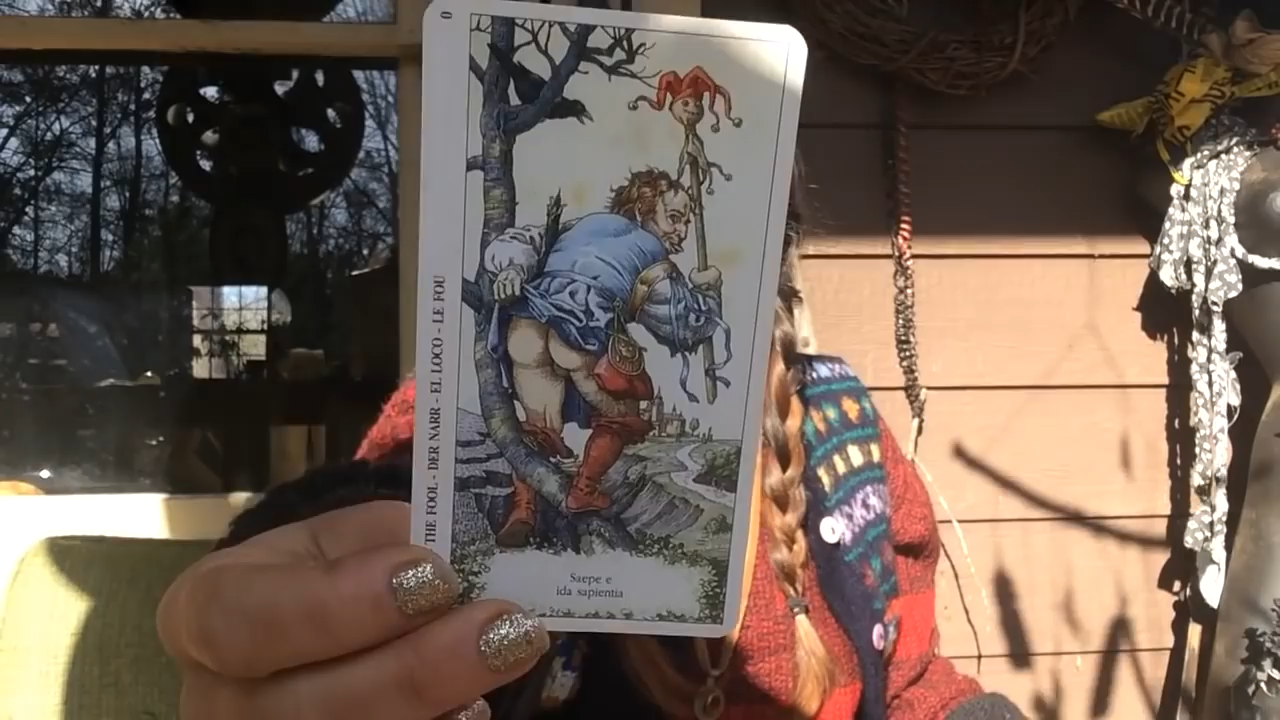 0
THE FOOL - DER NARR - EL LOCO - LE FOU
Saepe e
ida sapientia